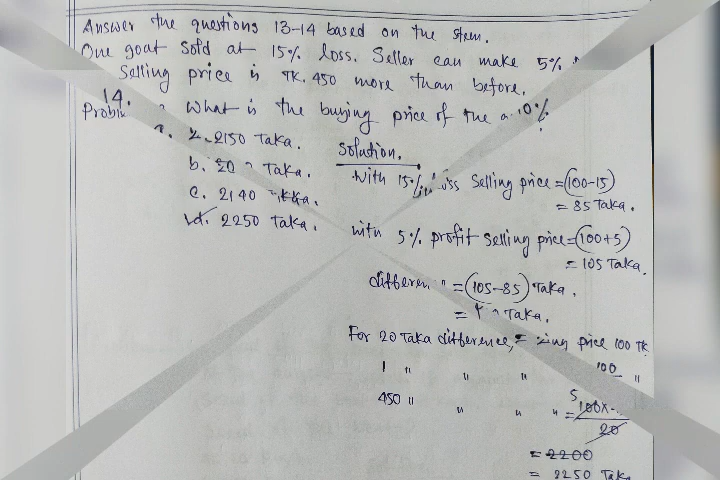 Answer the questions 13-14 based on the stem.
One goat sold at 15% loss. Seller can make 5%
Selling price is TK. 450 more than before.
14.
What is the buying price of the
2150 Taka.
b. Taka.
c. 2140
d. 2250 Taka.
Solution.
With 15% Selling price =(100-15)
= 85 Taka.
with 5% profit selling price=(100+5)
= 105 Taka.
=(105-85) Taka.
= Taka.
For 20 Taka difference, price 100 TK
1 " " " 100 "
450 " " " " = 5 100x
20
= 2200
= 2250